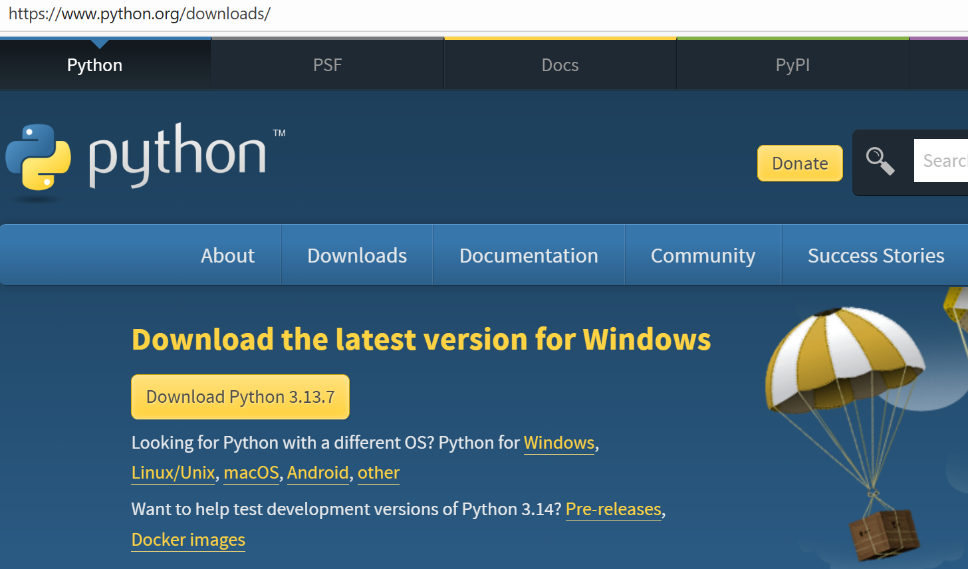 https://www.python.org/downloads/
Python PSF Docs PyPI
python™
Donate
About Downloads Documentation Community Success Stories
Download the latest version for Windows
Download Python 3.13.7
Looking for Python with a different OS? Python for Windows,
Linux/Unix, macOS, Android, other
Want to help test development versions of Python 3.14? Pre-releases,
Docker images